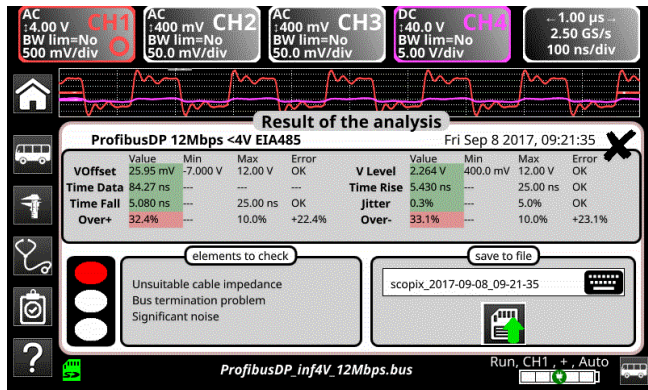 AC
↕4.00 V CH1
BW lim=No
500 mV/div
AC
↕400 mV CH2
BW lim=No
50.0 mV/div
AC
↕400 mV CH3
BW lim=No
50.0 mV/div
DC
↕40.0 V CH4
BW lim=No
5.00 V/div
←1.00 µs→
2.50 GS/s
100 ns/div
Result of the analysis
ProfibusDP 12Mbps <4V EIA485 Fri Sep 8 2017, 09:21:35
Value Min Max Error Value Min Max Error
VOffset 25.95 mV -7.000 V 12.00 V OK V Level 2.264 V 400.0 mV 12.00 V OK
Time Data 84.27 ns --- --- --- Time Rise 5.430 ns --- 25.00 ns OK
Time Fall 5.080 ns --- 25.00 ns OK Jitter 0.3% --- 5.0% OK
Over+ 32.4% --- 10.0% +22.4% Over- 33.1% --- 10.0% +23.1%
elements to check
Unsuitable cable impedance
Bus termination problem
Significant noise
save to file
scopix_2017-09-08_09-21-35
?
ProfibusDP_inf4V_12Mbps.bus
Run, CH1 , + , Auto